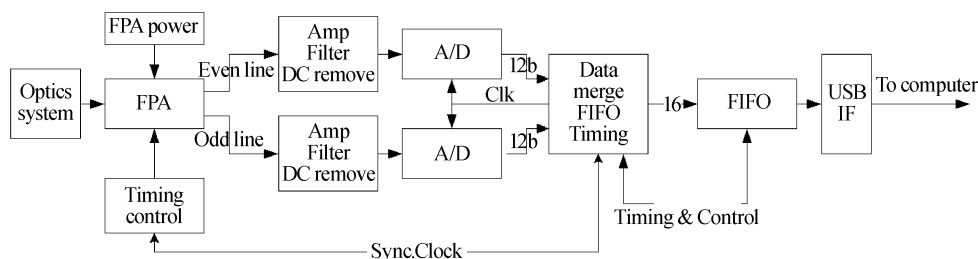 FPA power
Optics
system
FPA
Even line
Odd line
Timing
control
Amp
Filter
DC remove
Amp
Filter
DC remove
A/D
A/D
12b
Clk
12b
Data
merge
FIFO
Timing
16
FIFO
USB
IF
To computer
Timing & Control
Sync.Clock